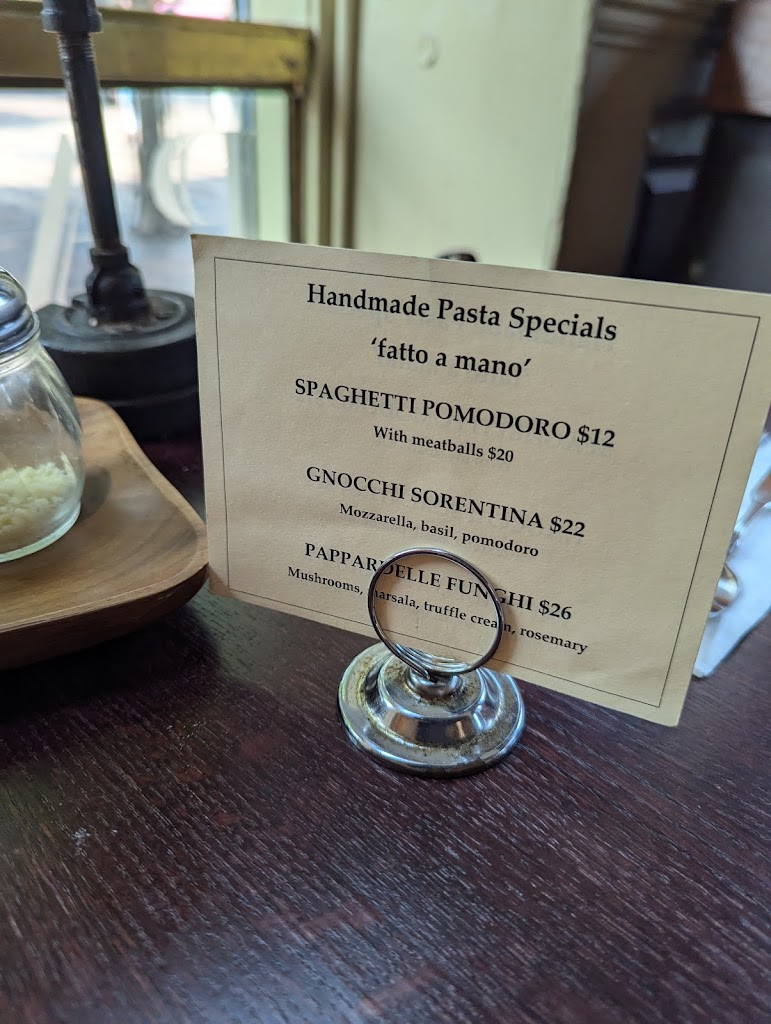 Handmade Pasta Specials
‘fatto a mano’
SPAGHETTI POMODORO $12
With meatballs $20
GNOCCHI SORENTINA $22
Mozzarella, basil, pomodoro
PAPPARDELLE FUNGHI $26
Mushrooms, marsala, truffle cream, rosemary